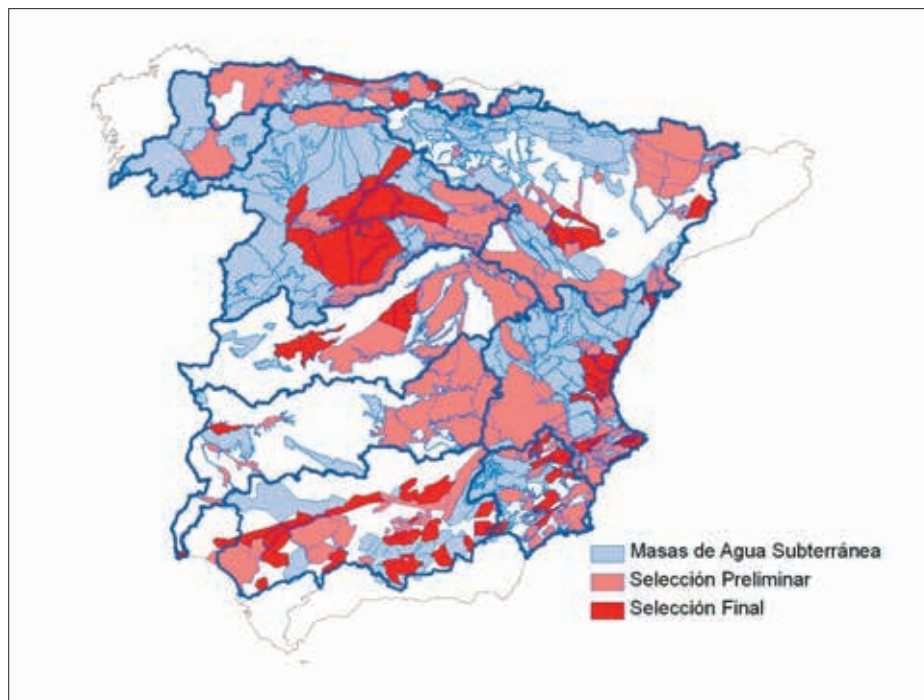 Masas de Agua Subterránea
Selección Preliminar
Selección Final